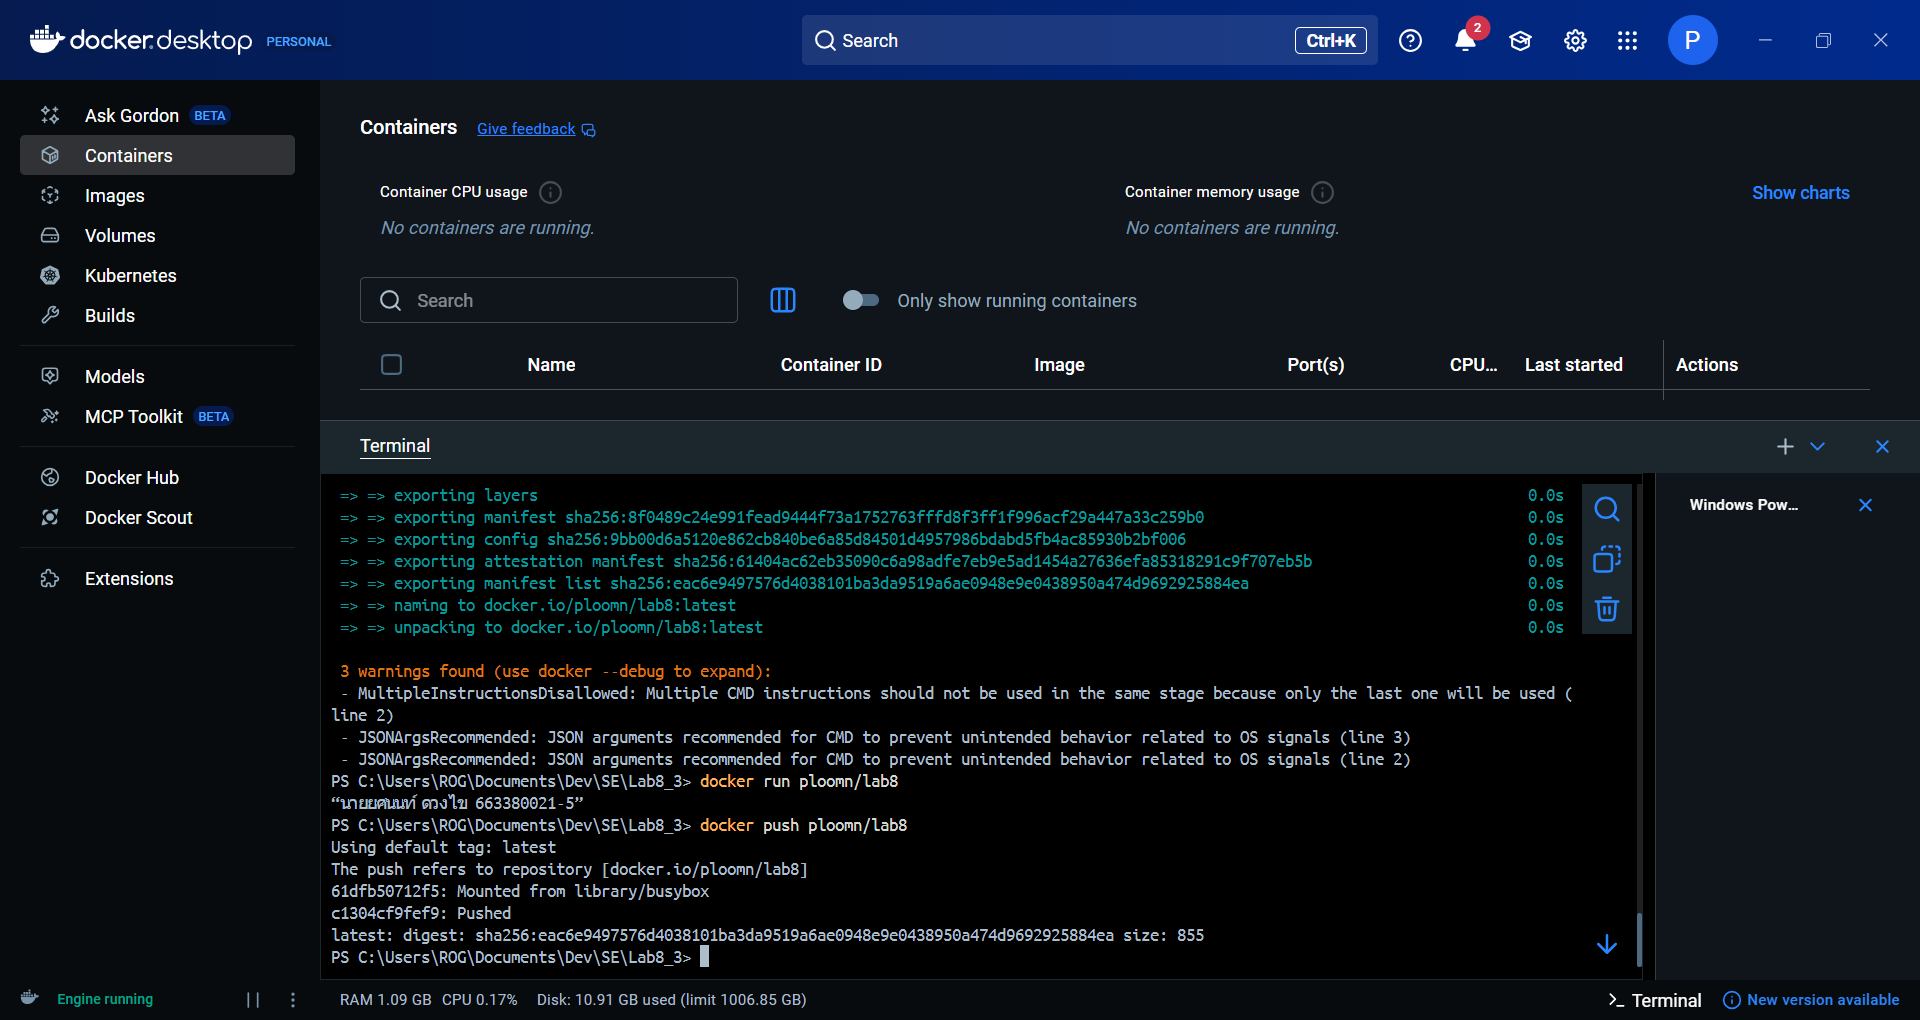 docker.desktop PERSONAL
Search Ctrl+K
2
P
Ask Gordon BETA
Containers
Images
Volumes
Kubernetes
Builds
Models
MCP Toolkit BETA
Docker Hub
Docker Scout
Extensions
Containers Give feedback
Container CPU usage
No containers are running.
Container memory usage
No containers are running.
Show charts
Search
Only show running containers
Name Container ID Image Port(s) CPU... Last started Actions
Terminal
Windows Pow...
=> => exporting layers 0.0s
=> => exporting manifest sha256:8f0489c24e991fead9444f73a1752763fffd8f3ff1f996acf29a447a33c259b0 0.0s
=> => exporting config sha256:9bb00d6a5120e862cb840be6a85d84501d4957986bdabd5fb4ac85930b2bf006 0.0s
=> => exporting attestation manifest sha256:61404ac62eb35090c6a98adfe7eb9e5ad1454a27636efa85318291c9f707eb5b 0.0s
=> => exporting manifest list sha256:eac6e9497576d4038101ba3da9519a6ae0948e9e0438950a474d9692925884ea 0.0s
=> => naming to docker.io/ploomn/lab8:latest 0.0s
=> => unpacking to docker.io/ploomn/lab8:latest 0.0s
3 warnings found (use docker --debug to expand):
- MultipleInstructionsDisallowed: Multiple CMD instructions should not be used in the same stage because only the last one will be used (
line 2)
- JSONArgsRecommended: JSON arguments recommended for CMD to prevent unintended behavior related to OS signals (line 3)
- JSONArgsRecommended: JSON arguments recommended for CMD to prevent unintended behavior related to OS signals (line 2)
PS C:\Users\ROG\Documents\Dev\SE\Lab8_3> docker run ploomn/lab8
“นายยศนนท์ ดวงไข 663380021-5”
PS C:\Users\ROG\Documents\Dev\SE\Lab8_3> docker push ploomn/lab8
Using default tag: latest
The push refers to repository [docker.io/ploomn/lab8]
61dfb50712f5: Mounted from library/busybox
c1304cf9fef9: Pushed
latest: digest: sha256:eac6e9497576d4038101ba3da9519a6ae0948e9e0438950a474d9692925884ea size: 855
PS C:\Users\ROG\Documents\Dev\SE\Lab8_3>
Engine running
RAM 1.09 GB CPU 0.17% Disk: 10.91 GB used (limit 1006.85 GB)
Terminal
New version available